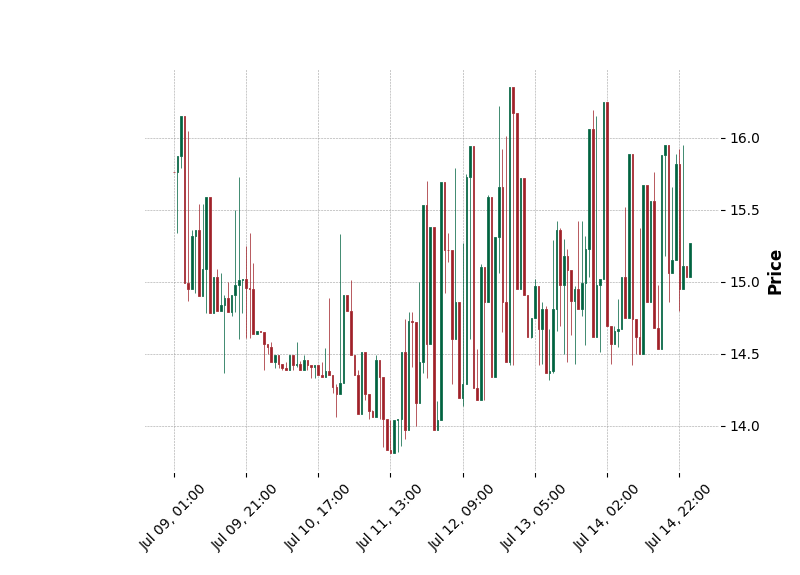 16.0
15.5
15.0
14.5
14.0
Price
Jul 09, 01:00
Jul 09, 21:00
Jul 10, 17:00
Jul 11, 13:00
Jul 12, 09:00
Jul 13, 05:00
Jul 14, 02:00
Jul 14, 22:00